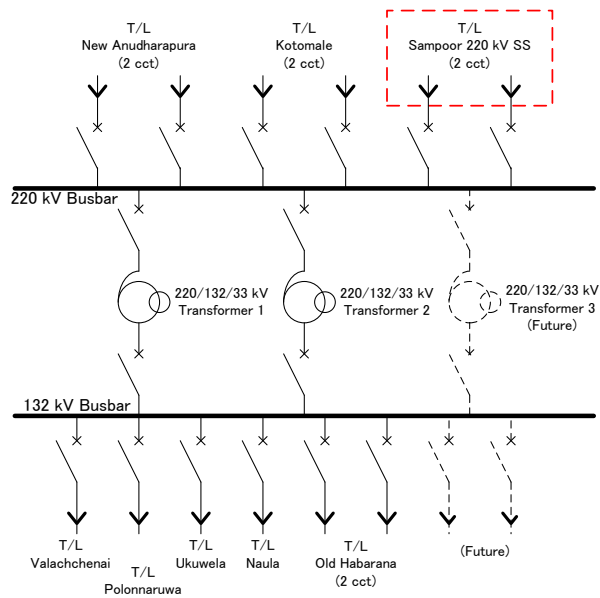 T/L
New Anudharapura
(2 cct)
T/L
Kotomale
(2 cct)
T/L
Sampoor 220 kV SS
(2 cct)
220 kV Busbar
220/132/33 kV
Transformer 1
220/132/33 kV
Transformer 2
220/132/33 kV
Transformer 3
(Future)
132 kV Busbar
T/L
Valachchenai
T/L
Polonnaruwa
T/L
Ukuwela
T/L
Naula
T/L
Old Habarana
(2 cct)
(Future)